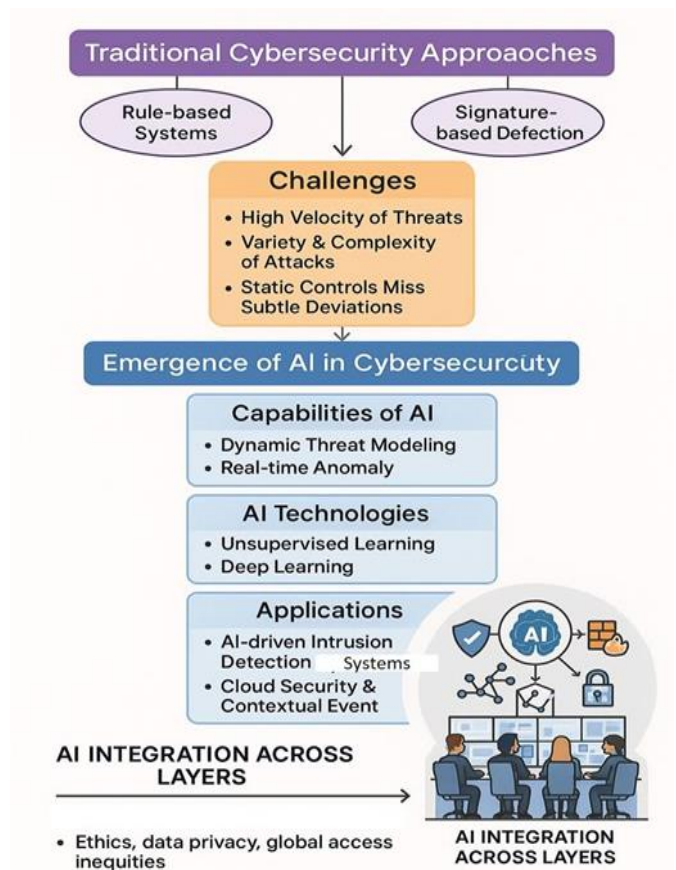 Traditional Cybersecurity Approaoches
Rule-based
Systems
Signature-
based Defection
Challenges
• High Velocity of Threats
• Variety & Complexity
of Attacks
• Static Controls Miss
Subtle Deviations
Emergence of AI in Cybersecurcuty
Capabilities of AI
• Dynamic Threat Modeling
• Real-time Anomaly
AI Technologies
• Unsupervised Learning
• Deep Learning
Applications
• AI-driven Intrusion
Detection Systems
• Cloud Security &
Contextual Event
AI
AI INTEGRATION ACROSS
LAYERS
• Ethics, data privacy, global access
inequities
AI INTEGRATION
ACROSS LAYERS